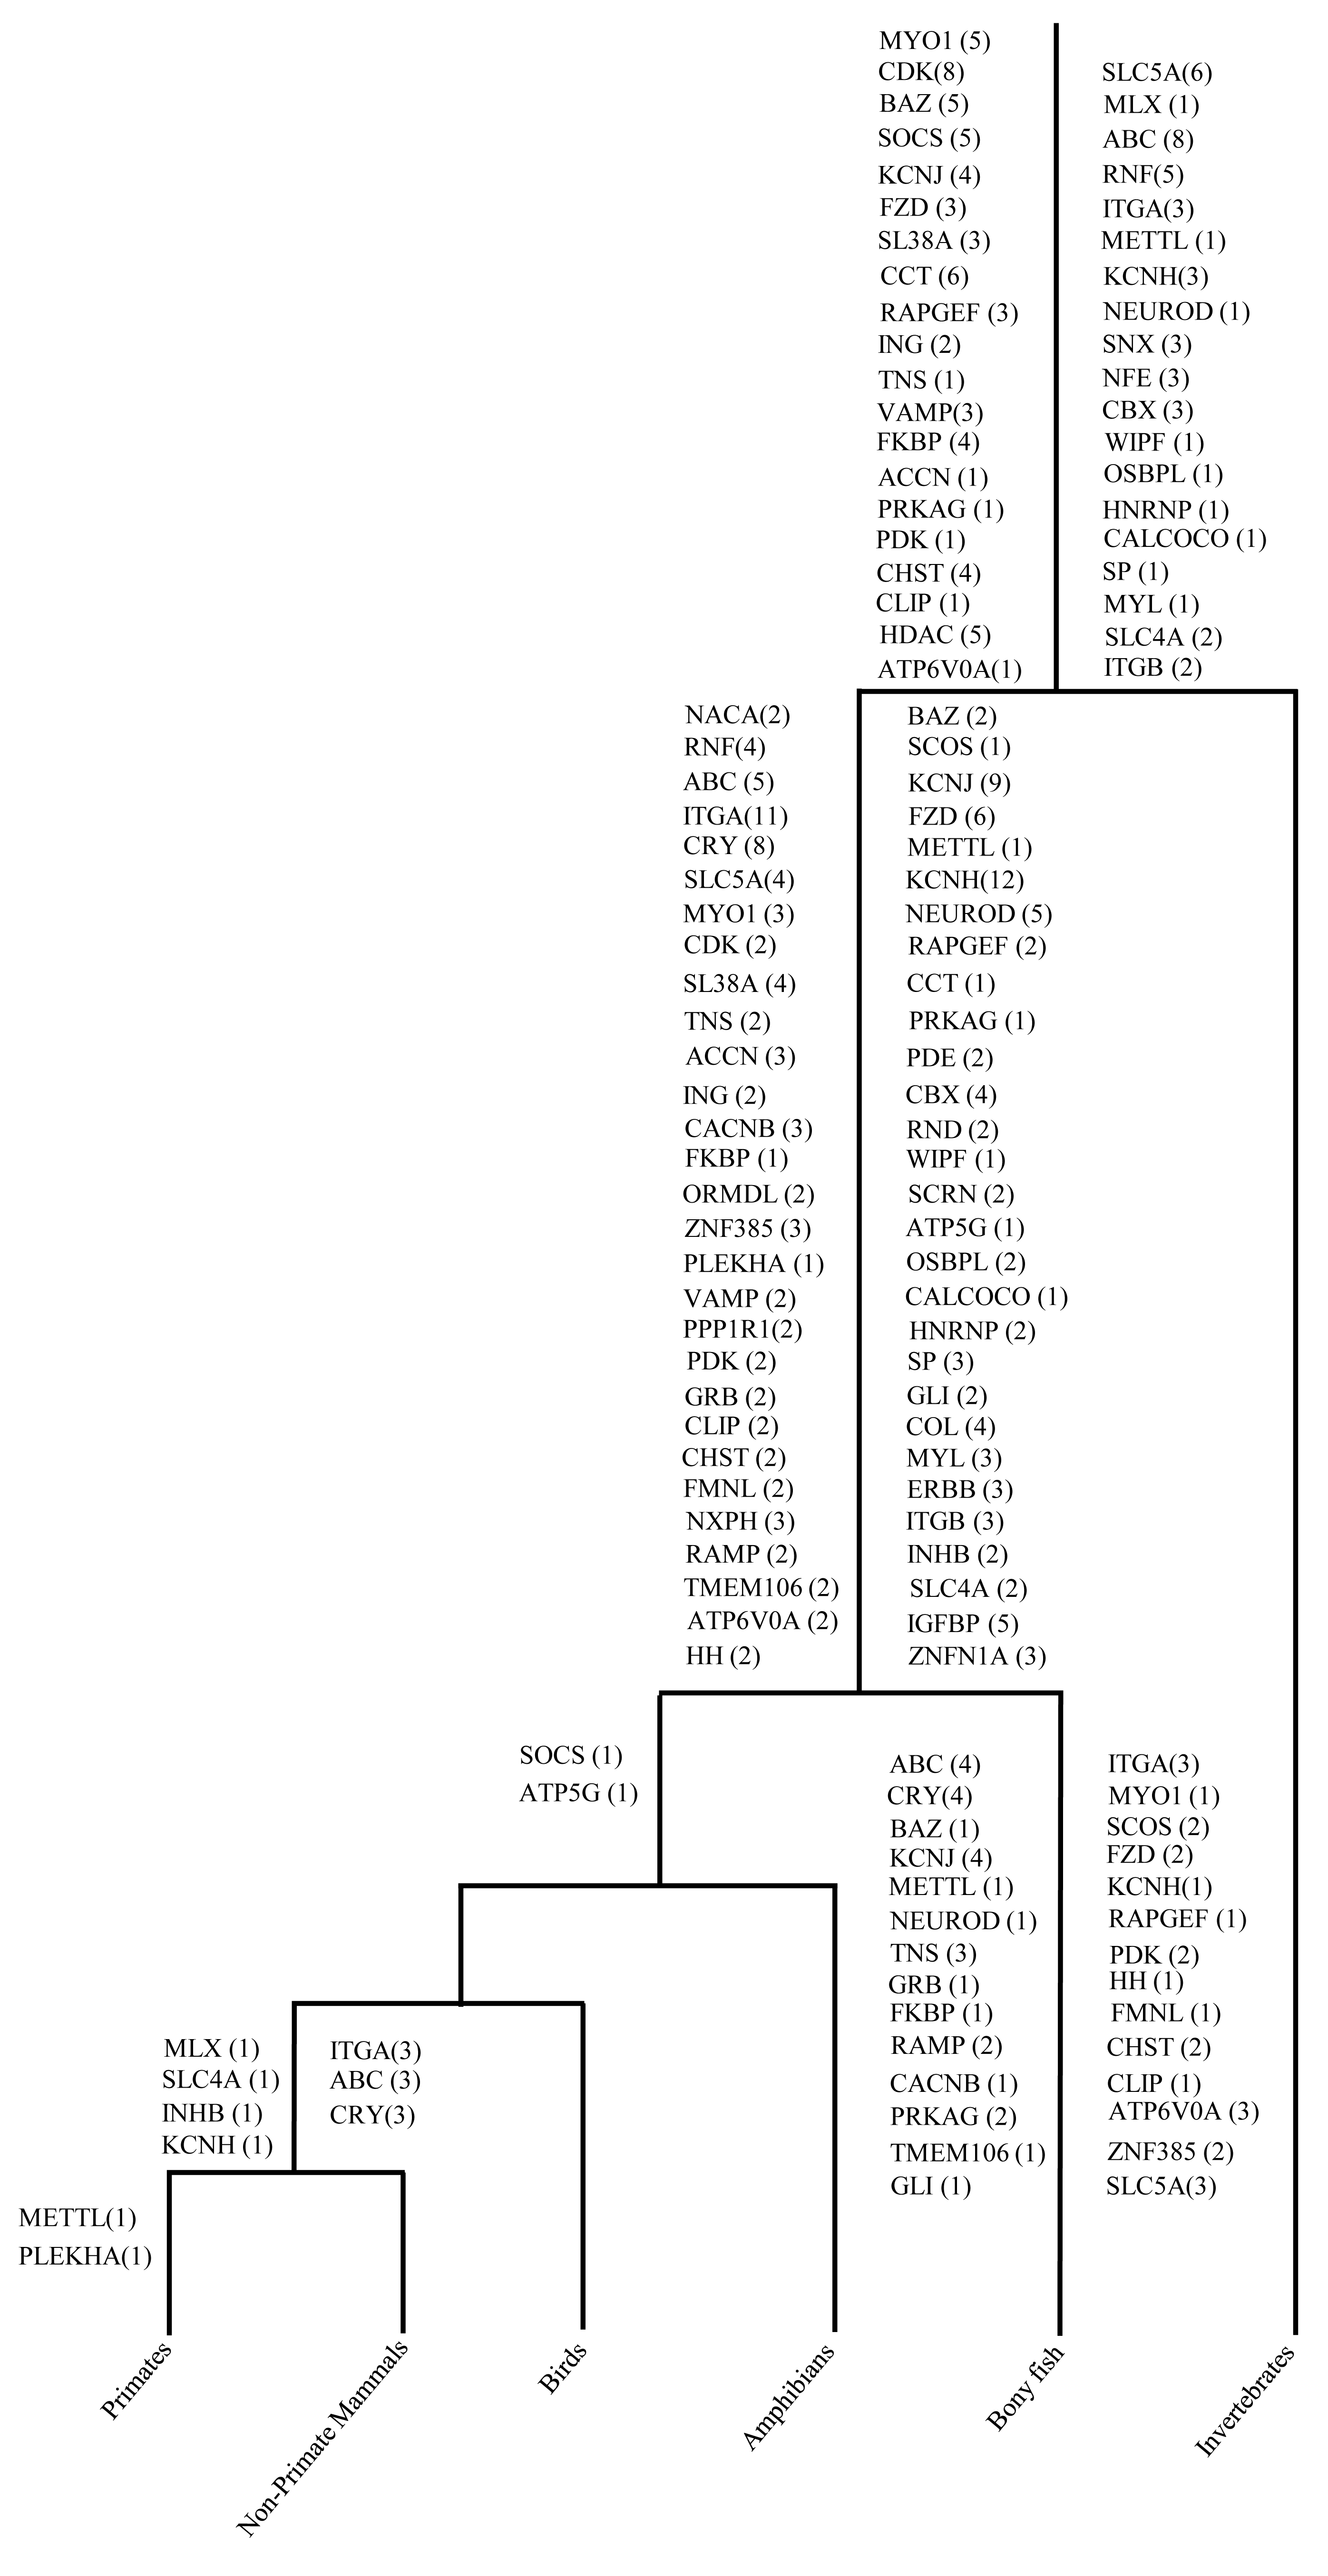 MYO1 (5)
CDK(8)
BAZ (5)
SOCS (5)
KCNJ (4)
FZD (3)
SL38A (3)
CCT (6)
RAPGEF (3)
ING (2)
TNS (1)
VAMP(3)
FKBP (4)
ACCN (1)
PRKAG (1)
PDK (1)
CHST (4)
CLIP (1)
HDAC (5)
ATP6V0A(1)
SLC5A(6)
MLX (1)
ABC (8)
RNF(5)
ITGA(3)
METTL (1)
KCNH(3)
NEUROD (1)
SNX (3)
NFE (3)
CBX (3)
WIPF (1)
OSBPL (1)
HNRNP (1)
CALCOCO (1)
SP (1)
MYL (1)
SLC4A (2)
ITGB (2)
NACA(2)
RNF(4)
ABC (5)
ITGA(11)
CRY (8)
SLC5A(4)
MYO1 (3)
CDK (2)
SL38A (4)
TNS (2)
ACCN (3)
ING (2)
CACNB (3)
FKBP (1)
ORMDL (2)
ZNF385 (3)
PLEKHA (1)
VAMP (2)
PPP1R1(2)
PDK (2)
GRB (2)
CLIP (2)
CHST (2)
FMNL (2)
NXPH (3)
RAMP (2)
TMEM106 (2)
ATP6V0A (2)
HH (2)
BAZ (2)
SCOS (1)
KCNJ (9)
FZD (6)
METTL (1)
KCNH(12)
NEUROD (5)
RAPGEF (2)
CCT (1)
PRKAG (1)
PDE (2)
CBX (4)
RND (2)
WIPF (1)
SCRN (2)
ATP5G (1)
OSBPL (2)
CALCOCO (1)
HNRNP (2)
SP (3)
GLI (2)
COL (4)
MYL (3)
ERBB (3)
ITGB (3)
INHB (2)
SLC4A (2)
IGFBP (5)
ZNFN1A (3)
SOCS (1)
ATP5G (1)
ABC (4)
CRY(4)
BAZ (1)
KCNJ (4)
METTL (1)
NEUROD (1)
TNS (3)
GRB (1)
FKBP (1)
RAMP (2)
CACNB (1)
PRKAG (2)
TMEM106 (1)
GLI (1)
ITGA(3)
MYO1 (1)
SCOS (2)
FZD (2)
KCNH(1)
RAPGEF (1)
PDK (2)
HH (1)
FMNL (1)
CHST (2)
CLIP (1)
ATP6V0A (3)
ZNF385 (2)
SLC5A(3)
MLX (1)
SLC4A (1)
INHB (1)
KCNH (1)
ITGA(3)
ABC (3)
CRY(3)
METTL(1)
PLEKHA(1)
Primates
Non-Primate Mammals
Birds
Amphibians
Bony fish
Invertebrates